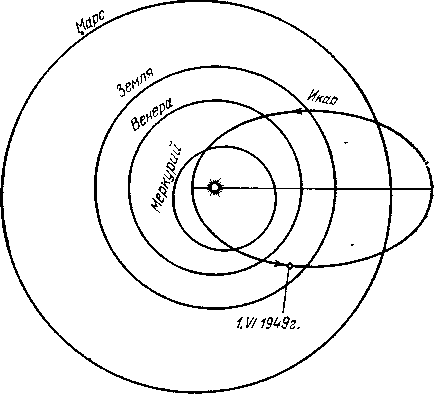 Марс
Земля
Венера
Меркурий
Икар
1.VI 1949г.